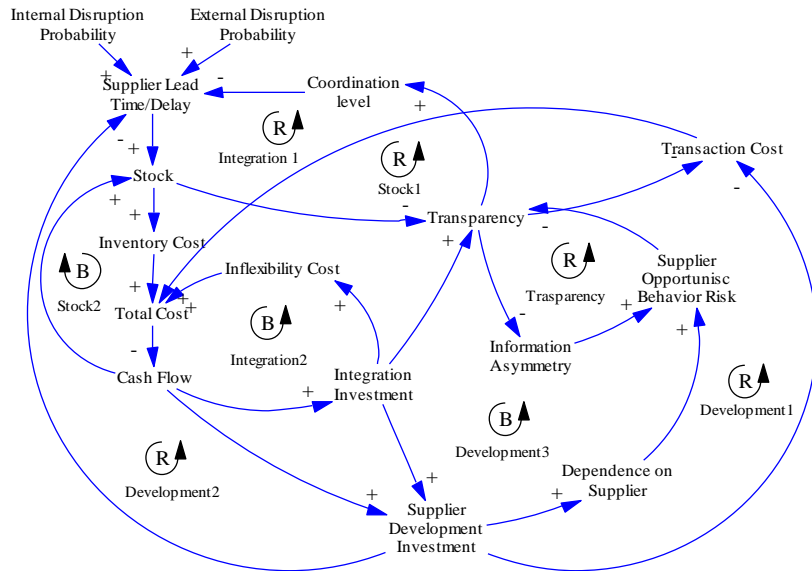 Internal Disruption
Probability
External Disruption
Probability
+
+
Supplier Lead
Time/Delay
-
Coordination
level
+
R
Integration 1
-
+
Stock
R
Stock1
-
Transaction Cost
-
+
+
-
Transparency
-
+
Inventory Cost
B
Stock2
+
+
+
Total Cost
Inflexibility Cost
+
R
Trasparency
Supplier
Opportunisc
Behavior Risk
+
+
-
B
Integration2
-
Information
Asymmetry
Cash Flow
+
Integration
Investment
R
Development1
B
Development3
R
Development2
Dependence on
Supplier
+
+
+
Supplier
Development
Investment